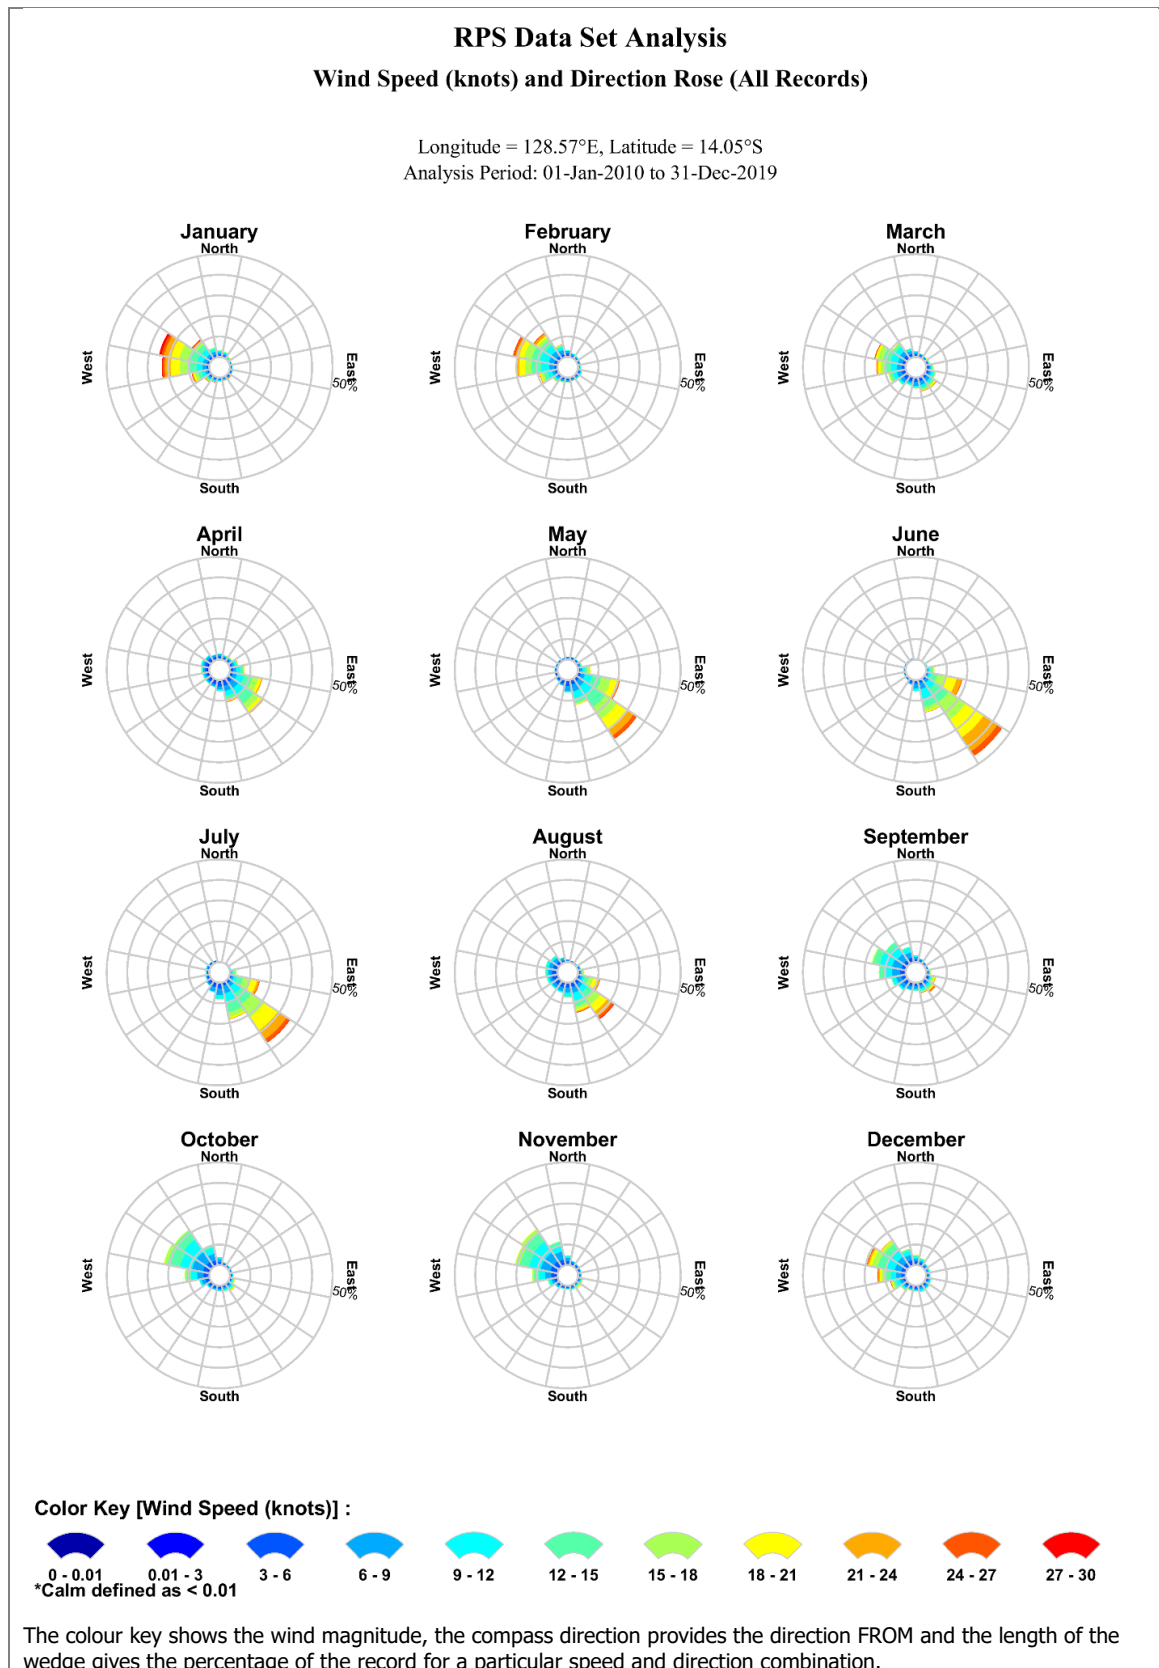 RPS Data Set Analysis
Wind Speed (knots) and Direction Rose (All Records)
Longitude = 128.57°E, Latitude = 14.05°S
Analysis Period: 01-Jan-2010 to 31-Dec-2019
January
North
West
East
50%
South
February
North
West
East
50%
South
March
North
West
East
50%
South
April
North
West
East
50%
South
May
North
West
East
50%
South
June
North
West
East
50%
South
July
North
West
East
50%
South
August
North
West
East
50%
South
September
North
West
East
50%
South
October
North
West
East
50%
South
November
North
West
East
50%
South
December
North
West
East
50%
South
Color Key [Wind Speed (knots)] :
0 - 0.01 0.01 - 3 3 - 6 6 - 9 9 - 12 12 - 15 15 - 18 18 - 21 21 - 24 24 - 27 27 - 30
*Calm defined as < 0.01
The colour key shows the wind magnitude, the compass direction provides the direction FROM and the length of the
wedge gives the percentage of the record for a particular speed and direction combination.